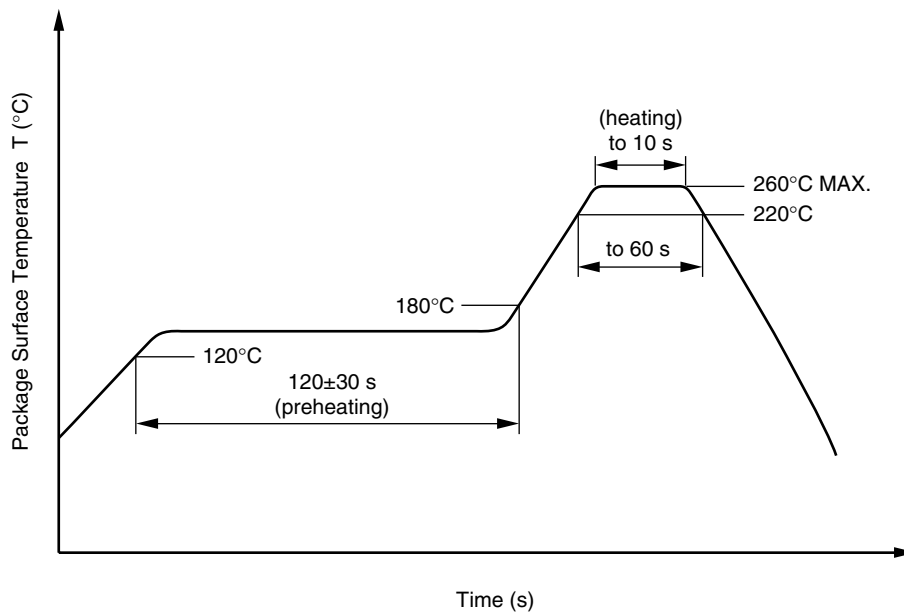 Package Surface Temperature T (°C)
(heating)
to 10 s
260°C MAX.
220°C
to 60 s
180°C
120°C
120±30 s
(preheating)
Time (s)